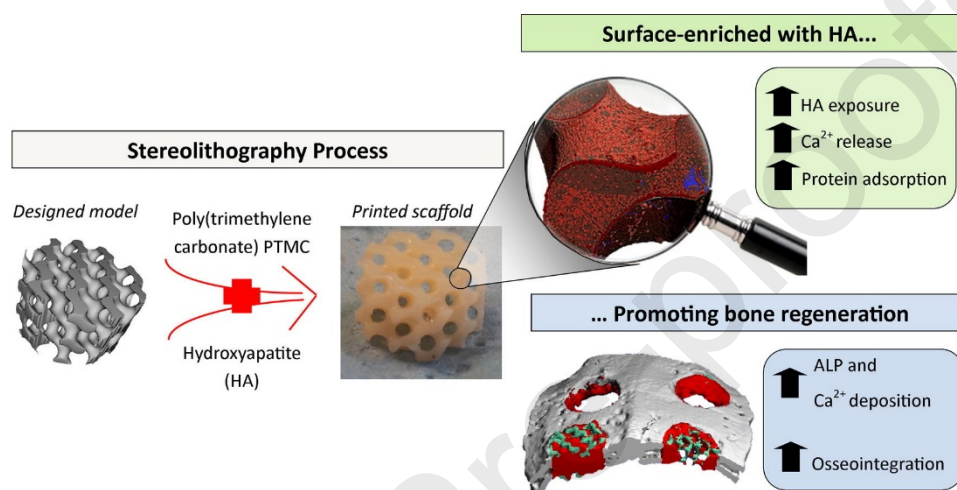 Surface-enriched with HA...
HA exposure
Ca²⁺ release
Protein adsorption
Stereolithography Process
Designed model
Poly(trimethylene
carbonate) PTMC
Hydroxyapatite
(HA)
Printed scaffold
... Promoting bone regeneration
ALP and
Ca²⁺ deposition
Osseointegration